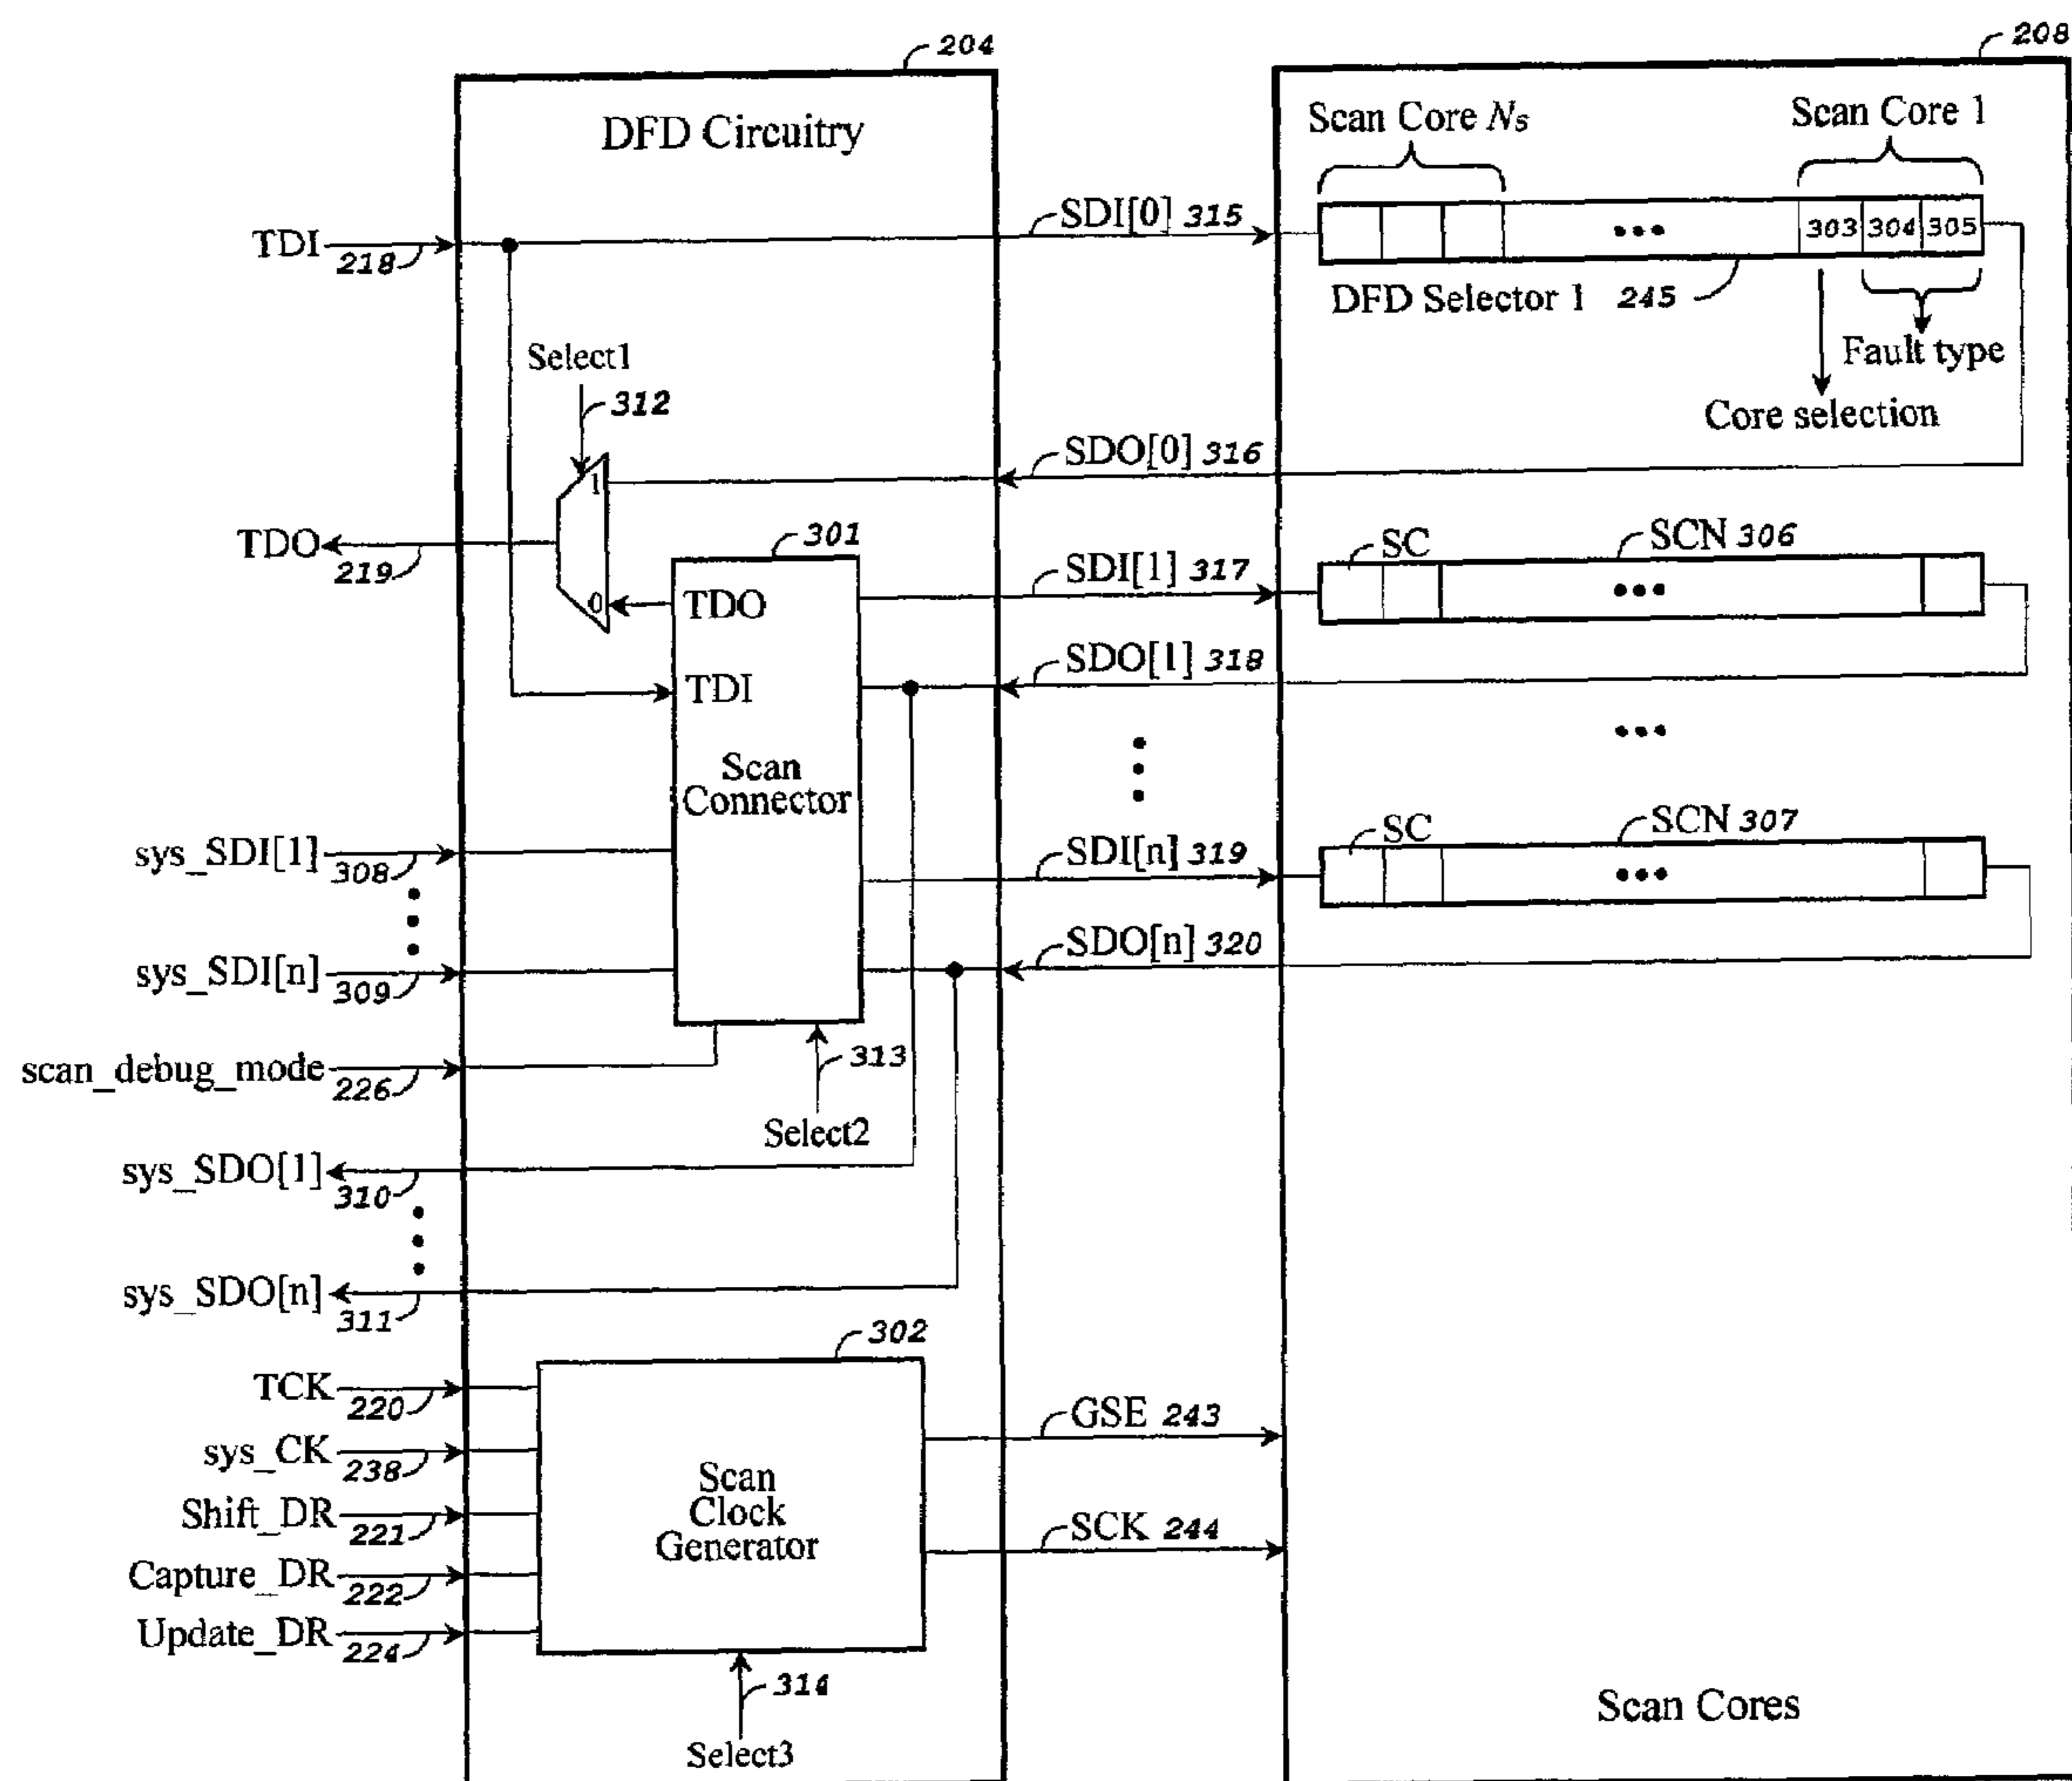 204
208
DFD Circuitry
Scan Core Ns
Scan Core 1
TDI
218
SDI[0] 315
303
304
305
DFD Selector 1 245
Fault type
Core selection
Select1
312
1
0
SDO[0] 316
TDO
219
301
TDO
TDI
Scan
Connector
SDI[1] 317
SC
SCN 306
SDO[1] 318
sys_SDI[1]
308
SDI[n] 319
SC
SCN 307
sys_SDI[n]
309
SDO[n] 320
scan_debug_mode
226
313
Select2
sys_SDO[1]
310
sys_SDO[n]
311
302
TCK
220
sys_CK
238
Shift_DR
221
Capture_DR
222
Update_DR
224
Scan
Clock
Generator
GSE 243
SCK 244
314
Select3
Scan Cores